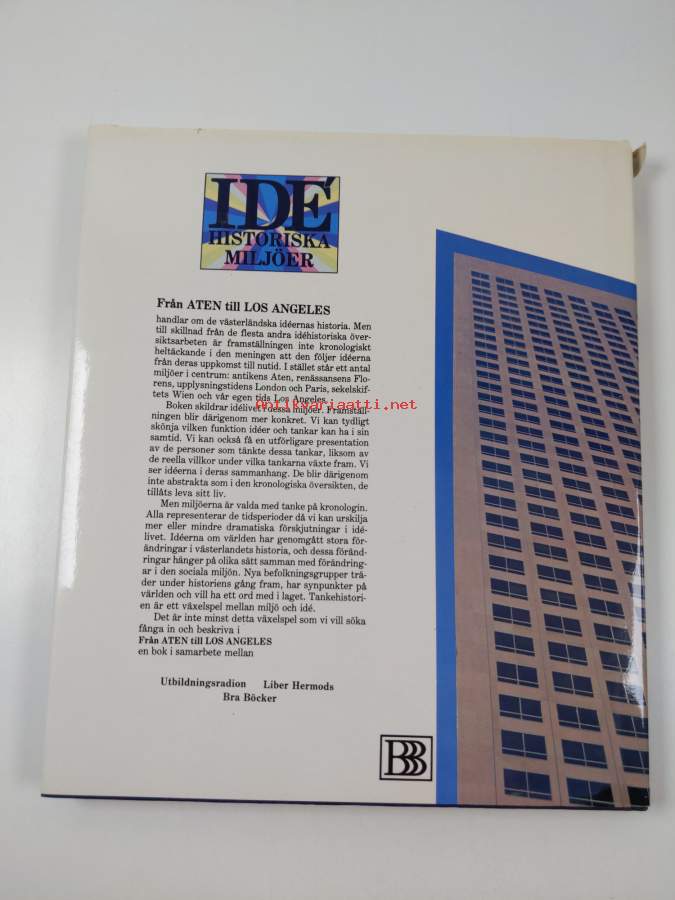 IDÉ
HISTORISKA
MILJÖER
Från ATEN till LOS ANGELES
handlar om de västerländska idéernas historia. Men
till skillnad från de flesta andra idéhistoriska över-
siktsarbeten är framställningen inte kronologiskt
heltäckande i den meningen att den följer idéerna
från deras uppkomst till nutid. I stället står ett antal
miljöer i centrum: antikens Aten, renässansens Flo-
rens, upplysningstidens London och Paris, sekelskif-
tets Wien och vår egen tids Los Angeles.
antikvariaatti.net
Boken skildrar idélivet i dessa miljöer. Framställ-
ningen blir därigenom mer konkret. Vi kan tydligt
skönja vilken funktion idéer och tankar kan ha i sin
samtid. Vi kan också få en utförligare presentation
av de personer som tänkte dessa tankar, liksom av
de reella villkor under vilka tankarna växte fram. Vi
ser idéerna i deras sammanhang. De blir därigenom
inte abstrakta som i den kronologiska översikten, de
tillåts leva sitt liv.
Men miljöerna är valda med tanke på kronologin.
Alla representerar de tidsperioder då vi kan urskilja
mer eller mindre dramatiska förskjutningar i idé-
livet. Idéerna om världen har genomgått stora för-
ändringar i västerlandets historia, och dessa föränd-
ringar hänger på olika sätt samman med förändring-
ar i den sociala miljön. Nya befolkningsgrupper trä-
der under historiens gång fram, har synpunkter på
världen och vill ha ett ord med i laget. Tankehistori-
en är ett växelspel mellan miljö och idé.
Det är inte minst detta växelspel som vi vill söka
fånga in och beskriva i
Från ATEN till LOS ANGELES
en bok i samarbete mellan
Utbildningsradion Liber Hermods
Bra Böcker
BBB